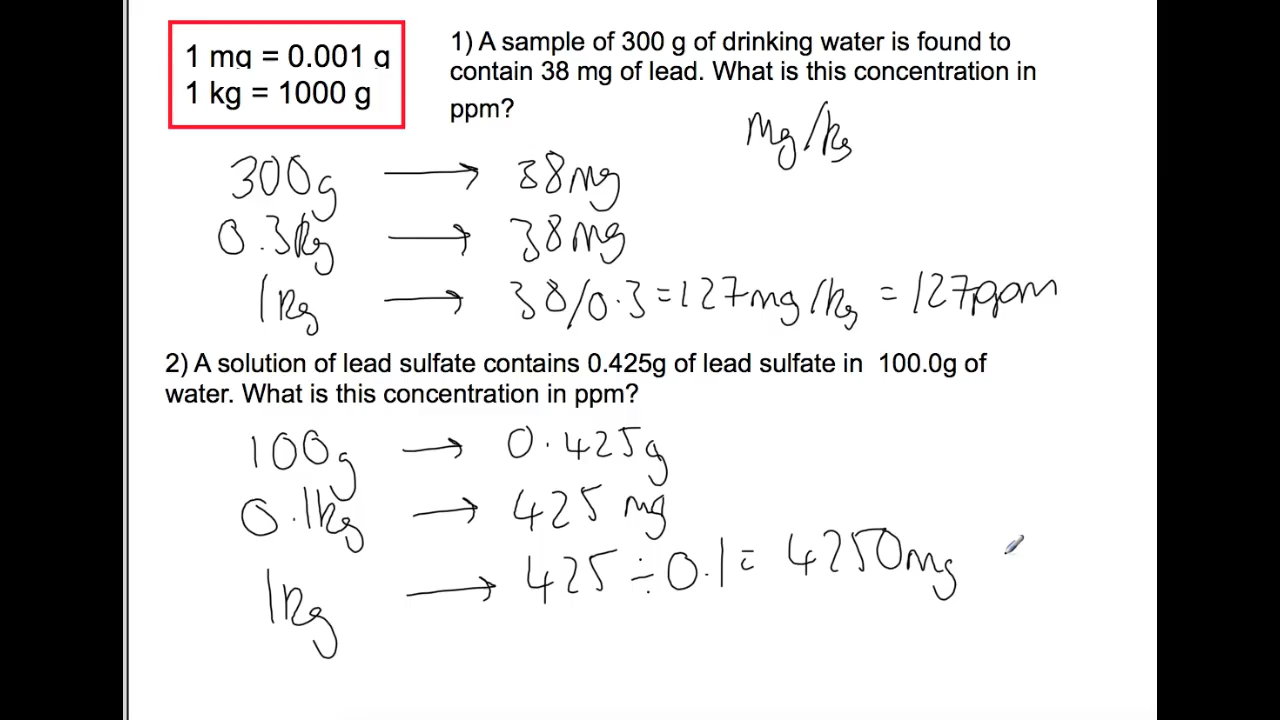 1 mg = 0.001 g
1 kg = 1000 g
1) A sample of 300 g of drinking water is found to
contain 38 mg of lead. What is this concentration in
ppm?
Mg/kg
300g → 38mg
0.3kg → 38mg
1kg → 38/0.3=127mg/kg = 127ppm
2) A solution of lead sulfate contains 0.425g of lead sulfate in 100.0g of
water. What is this concentration in ppm?
100g → 0.425g
0.1kg → 425 mg
1kg → 425 ÷ 0.1 = 4250mg